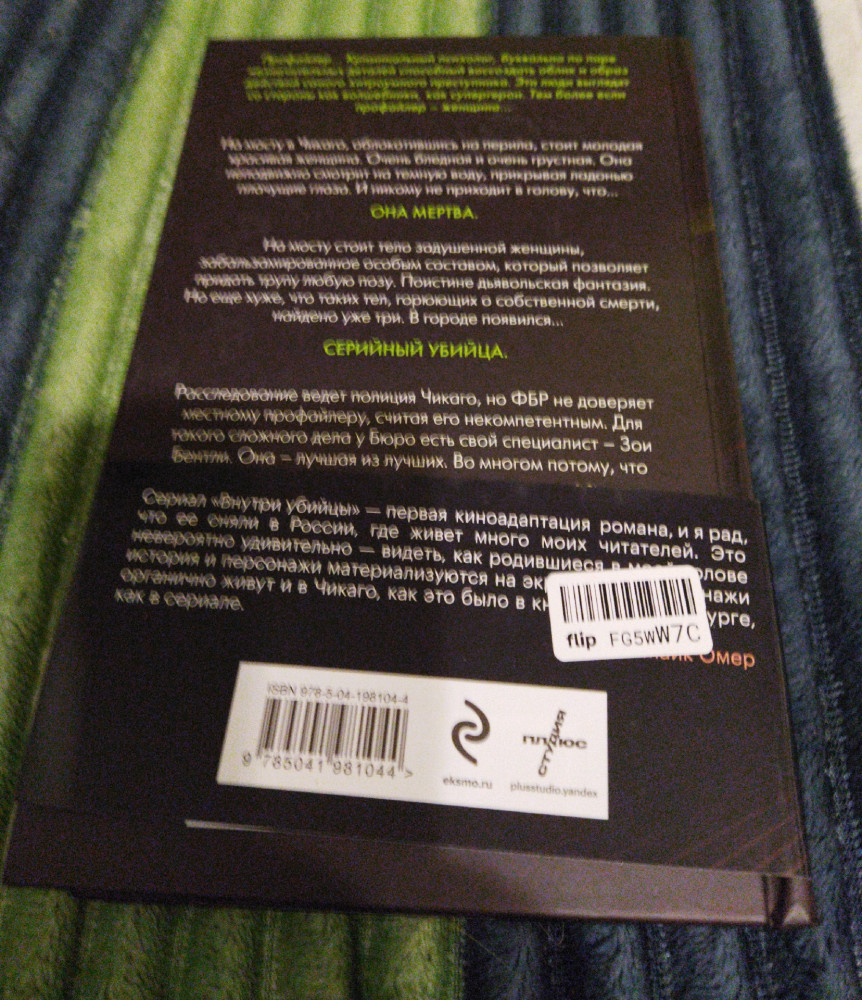 Профайлер... Криминальный психолог, буквально по паре
незначительных деталей способный воссоздать облик и образ
действий самого хитроумного преступника. Эти люди выглядят
со стороны как волшебники, как супергерои. Тем более если
профайлер – женщина...
На мосту в Чикаго, облокотившись на перила, стоит молодая
красивая женщина. Очень бледная и очень грустная. Она
неподвижно смотрит на темную воду, прикрывая ладонью
плачущие глаза. И никому не приходит в голову, что...
ОНА МЕРТВА.
На мосту стоит тело задушенной женщины,
забальзамированное особым составом, который позволяет
придать трупу любую позу. Поистине дьявольская фантазия.
Но еще хуже, что таких тел, горюющих о собственной смерти,
найдено уже три. В городе появился...
СЕРИЙНЫЙ УБИЙЦА.
Расследование ведет полиция Чикаго, но ФБР не доверяет
местному профайлеру, считая его некомпетентным. Для
такого сложного дела у Бюро есть свой специалист – Зои
Бентли. Она – лучшая из лучших. Во многом потому, что
Сериал «Внутри убийцы» — первая киноадаптация романа, и я рад,
что ее сняли в России, где живет много моих читателей. Это
невероятно удивительно — видеть, как родившиеся в моей голове
история и персонажи материализуются на
органично живут и в Чикаго, как это было в
как в сериале.
Омер
flip FG5WW7C
ISBN 978-5-04-198104-4
9 785041 981044 >
eksmo.ru
ПЛЮС
СТУДИЯ
plusstudio.yandex